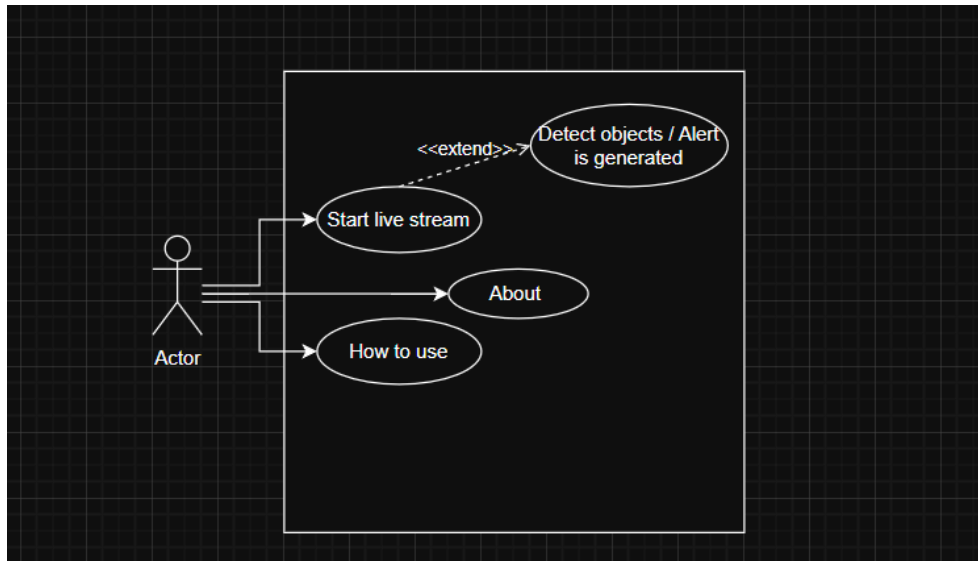 Detect objects / Alert
is generated
<<extend>>
Start live stream
About
How to use
Actor